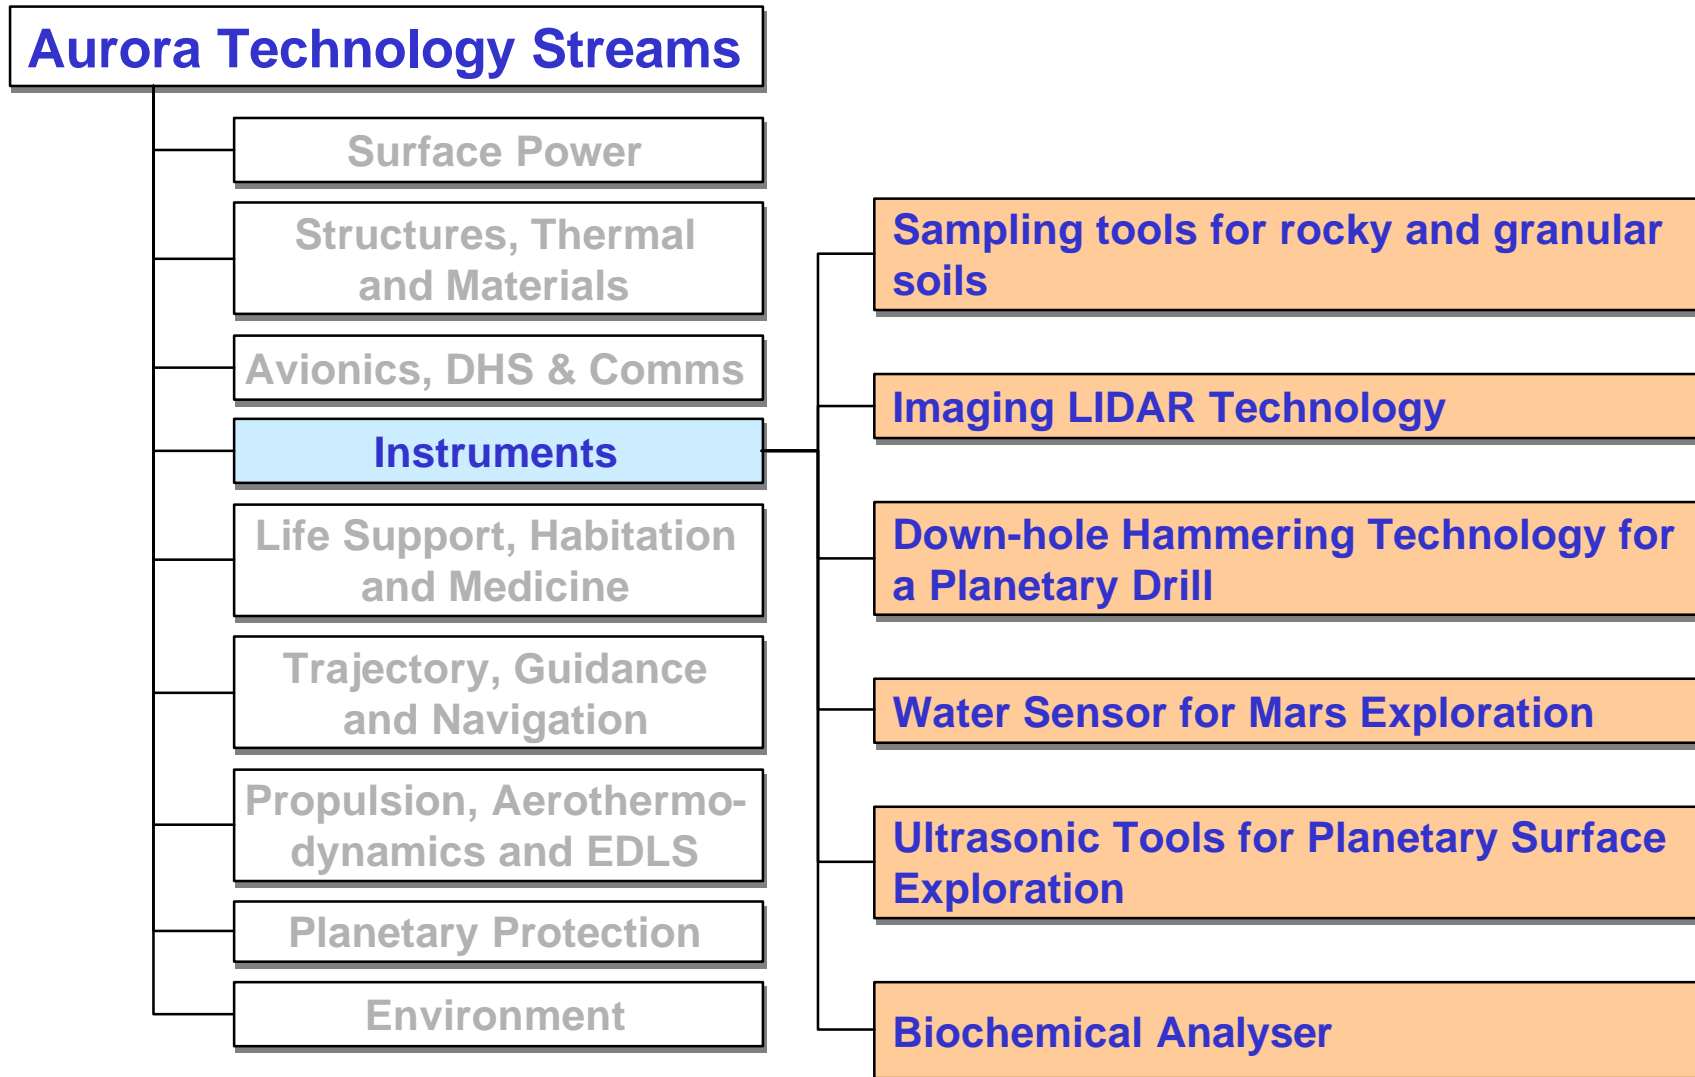 Aurora Technology Streams
Surface Power
Structures, Thermal
and Materials
Avionics, DHS & Comms
Instruments
Life Support, Habitation
and Medicine
Trajectory, Guidance
and Navigation
Propulsion, Aerothermo-
dynamics and EDLS
Planetary Protection
Environment
Sampling tools for rocky and granular
soils
Imaging LIDAR Technology
Down-hole Hammering Technology for
a Planetary Drill
Water Sensor for Mars Exploration
Ultrasonic Tools for Planetary Surface
Exploration
Biochemical Analyser